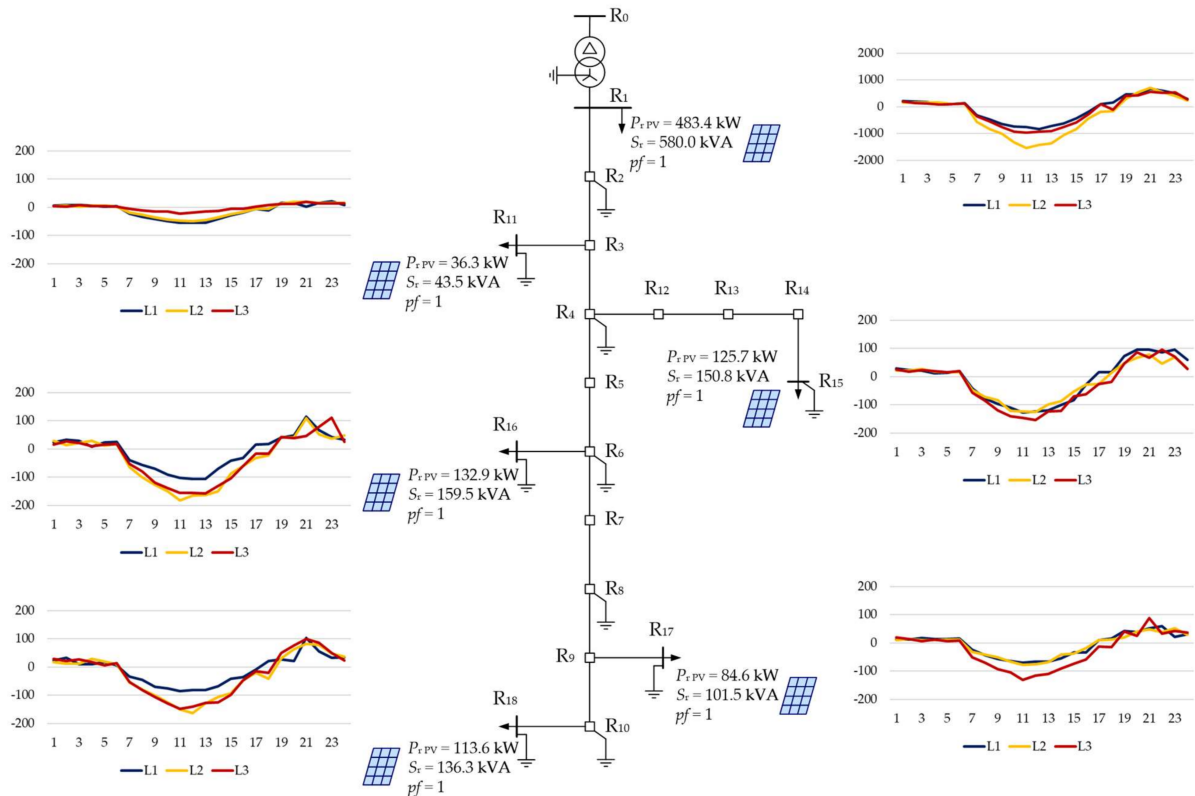 R0
R1
Pr PV = 483.4 kW
Sr = 580.0 kVA
pf = 1
2000
1000
0
-1000
-2000
1 3 5 7 9 11 13 15 17 19 21 23
L1 L2 L3
200
100
0
-100
-200
1 3 5 7 9 11 13 15 17 19 21 23
L1 L2 L3
R2
R11
R3
Pr PV = 36.3 kW
Sr = 43.5 kVA
pf = 1
R4
R12
R13
R14
Pr PV = 125.7 kW
Sr = 150.8 kVA
pf = 1
R15
200
100
0
-100
-200
1 3 5 7 9 11 13 15 17 19 21 23
L1 L2 L3
R5
200
100
0
-100
-200
1 3 5 7 9 11 13 15 17 19 21 23
L1 L2 L3
R16
R6
Pr PV = 132.9 kW
Sr = 159.5 kVA
pf = 1
R7
R8
200
100
0
-100
-200
1 3 5 7 9 11 13 15 17 19 21 23
L1 L2 L3
R9
R17
Pr PV = 84.6 kW
Sr = 101.5 kVA
pf = 1
200
100
0
-100
-200
1 3 5 7 9 11 13 15 17 19 21 23
L1 L2 L3
R18
R10
Pr PV = 113.6 kW
Sr = 136.3 kVA
pf = 1